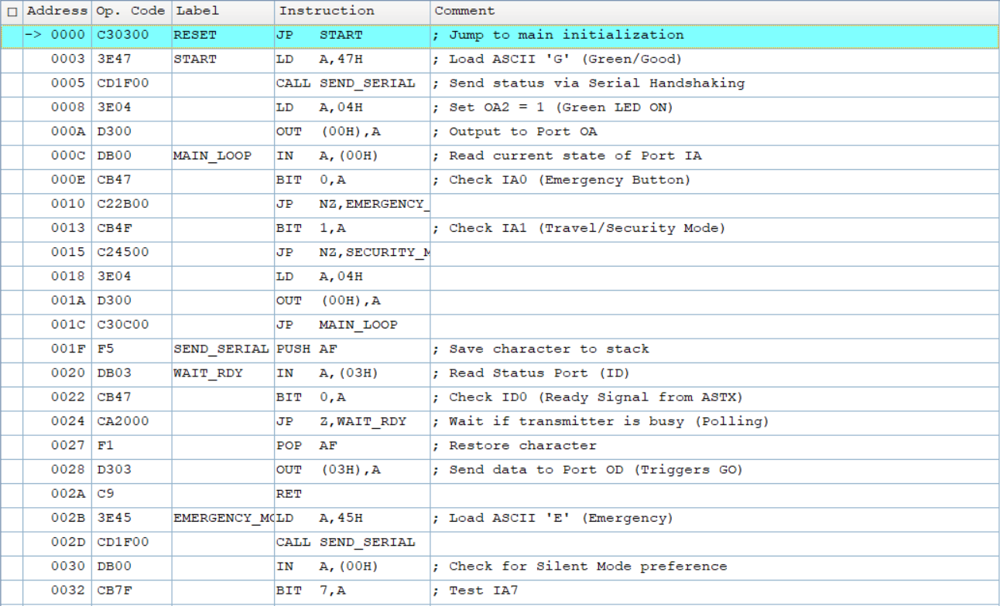 Address Op. Code Label Instruction Comment
-> 0000 C30300 RESET JP START ; Jump to main initialization
0003 3E47 START LD A,47H ; Load ASCII 'G' (Green/Good)
0005 CD1F00 CALL SEND_SERIAL ; Send status via Serial Handshaking
0008 3E04 LD A,04H ; Set OA2 = 1 (Green LED ON)
000A D300 OUT (00H),A ; Output to Port OA
000C DB00 MAIN_LOOP IN A,(00H) ; Read current state of Port IA
000E CB47 BIT 0,A ; Check IA0 (Emergency Button)
0010 C22B00 JP NZ,EMERGENCY_
0013 CB4F BIT 1,A ; Check IA1 (Travel/Security Mode)
0015 C24500 JP NZ,SECURITY_M
0018 3E04 LD A,04H
001A D300 OUT (00H),A
001C C30C00 JP MAIN_LOOP
001F F5 SEND_SERIAL PUSH AF ; Save character to stack
0020 DB03 WAIT_RDY IN A,(03H) ; Read Status Port (ID)
0022 CB47 BIT 0,A ; Check ID0 (Ready Signal from ASTX)
0024 CA2000 JP Z,WAIT_RDY ; Wait if transmitter is busy (Polling)
0027 F1 POP AF ; Restore character
0028 D303 OUT (03H),A ; Send data to Port OD (Triggers GO)
002A C9 RET
002B 3E45 EMERGENCY_MO LD A,45H ; Load ASCII 'E' (Emergency)
002D CD1F00 CALL SEND_SERIAL
0030 DB00 IN A,(00H) ; Check for Silent Mode preference
0032 CB7F BIT 7,A ; Test IA7